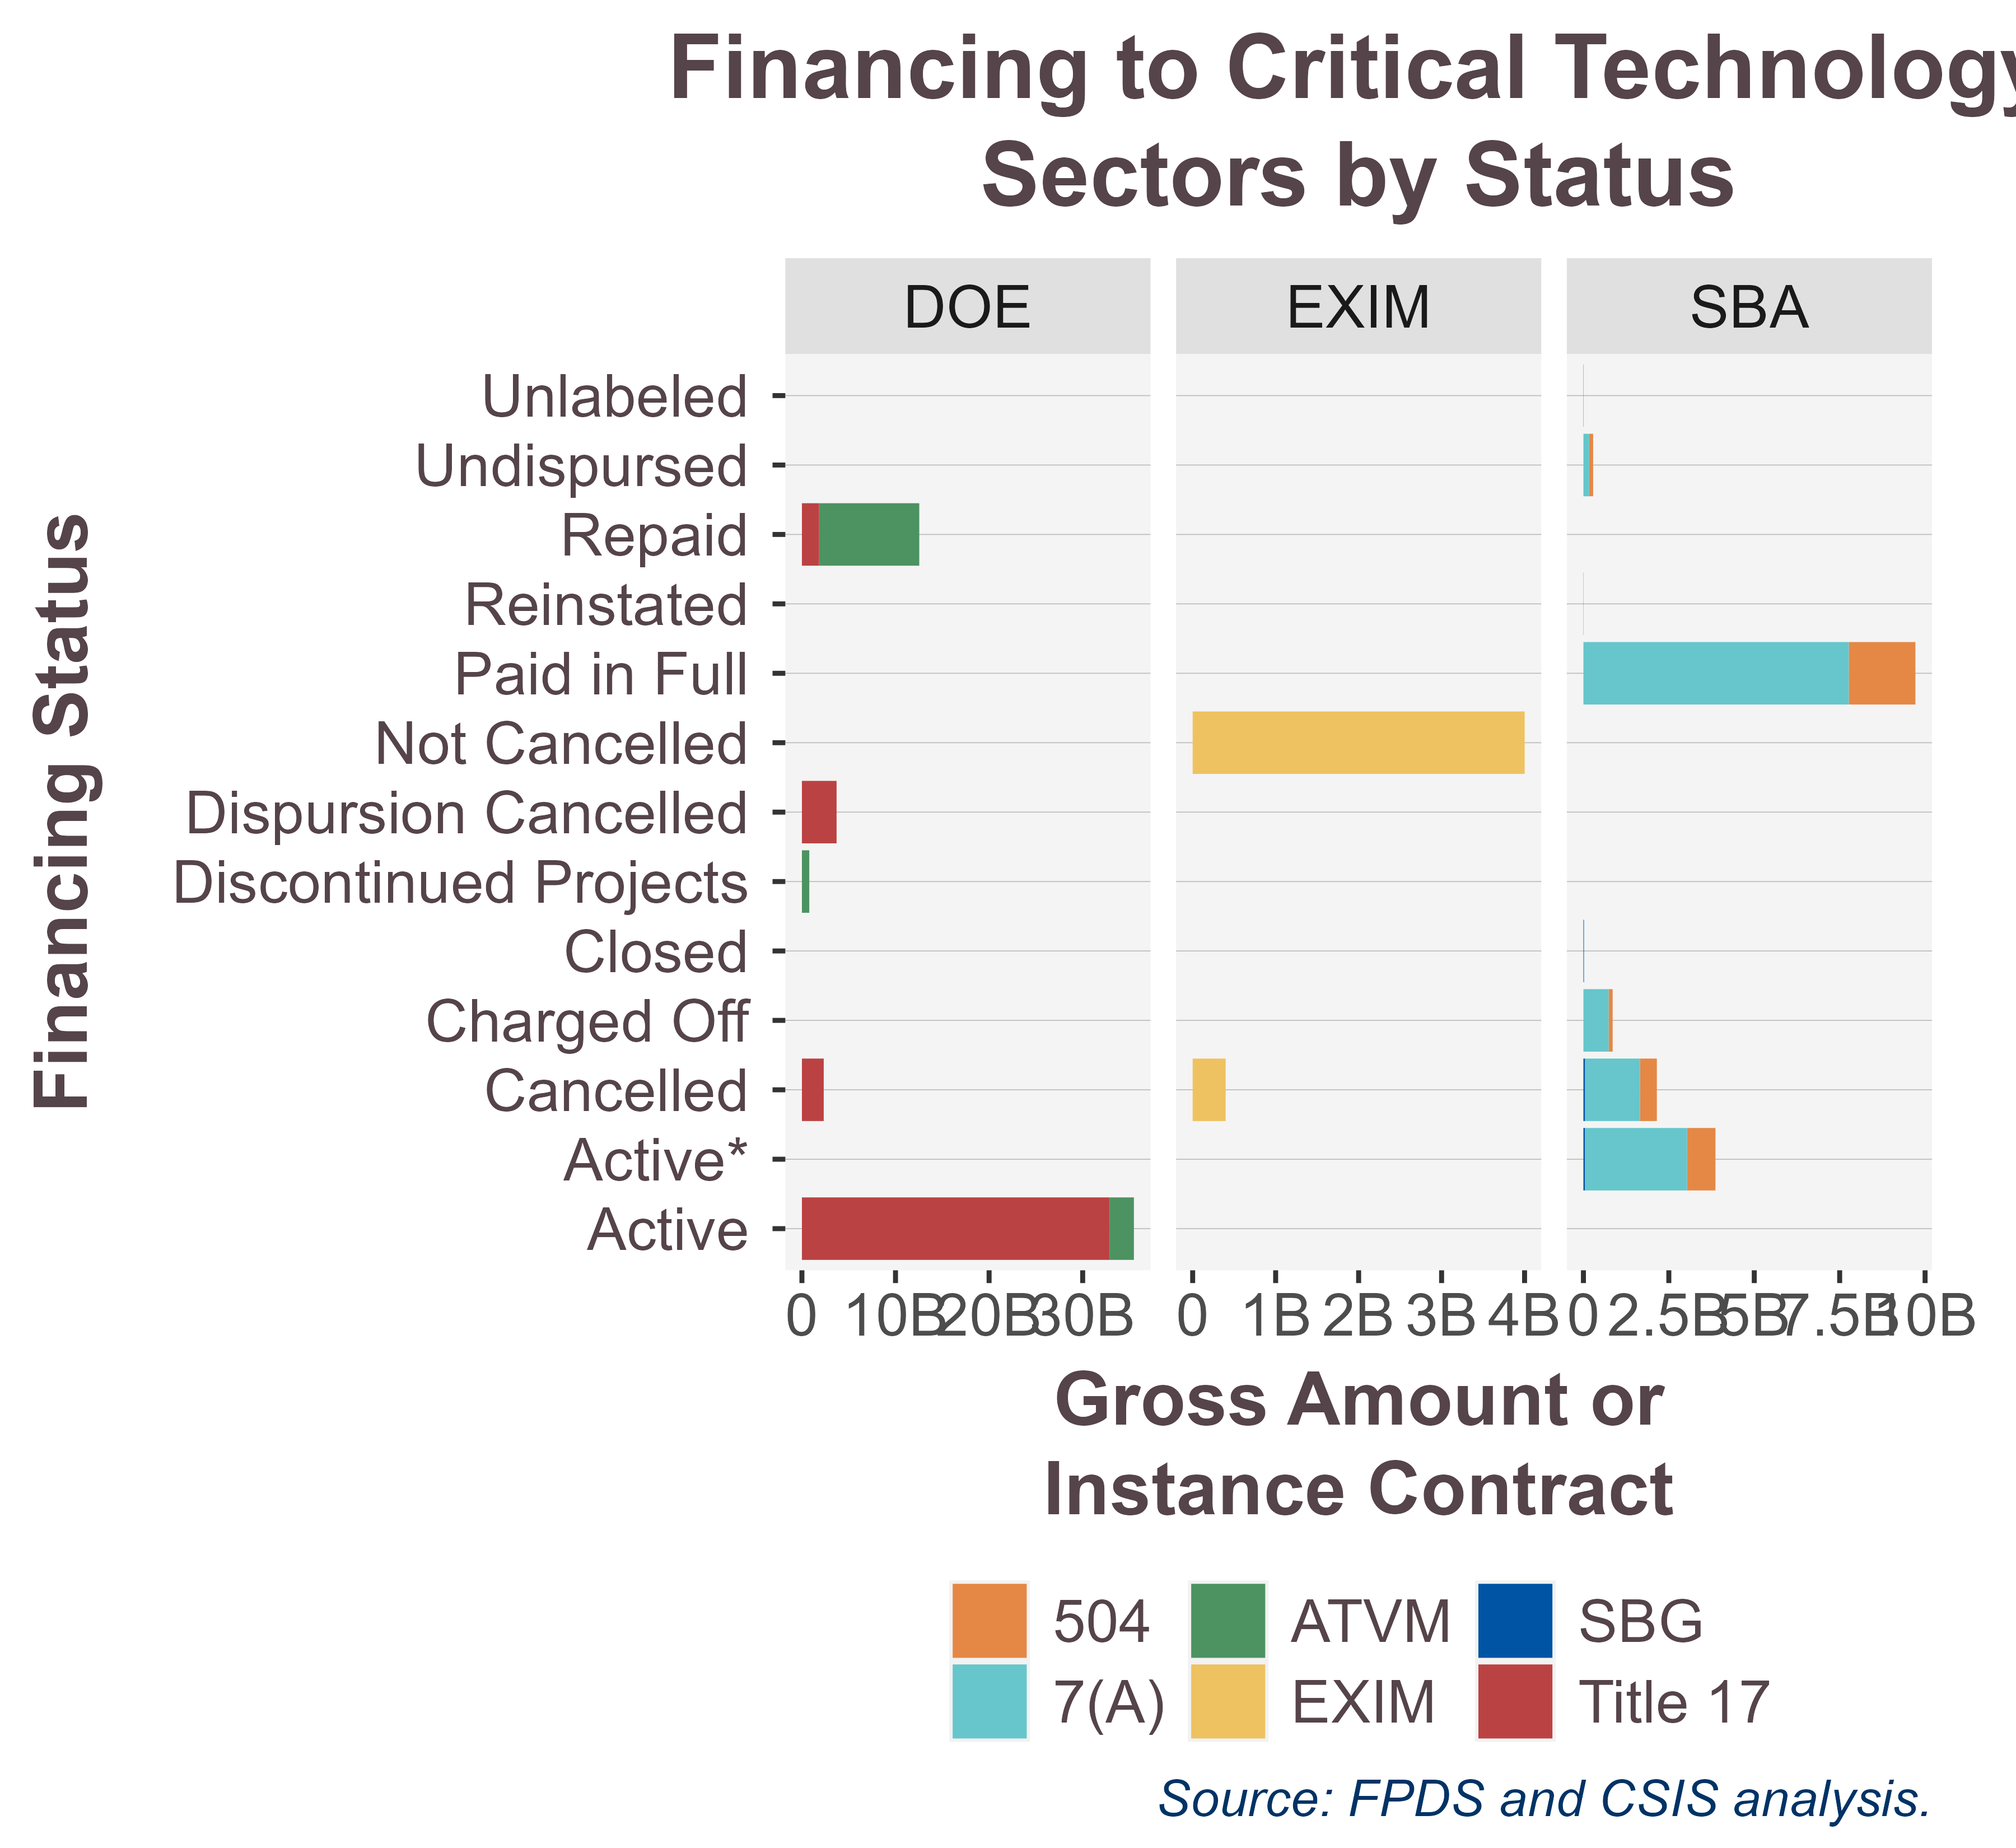 Financing to Critical Technology
Sectors by Status
DOE
EXIM
SBA
Financing Status
Unlabeled
Undispursed
Repaid
Reinstated
Paid in Full
Not Cancelled
Dispursion Cancelled
Discontinued Projects
Closed
Charged Off
Cancelled
Active*
Active
0 10B 20B 30B
0 1B 2B 3B 4B
0 2.5B 5B 7.5B 10B
Gross Amount or
Instance Contract
504 ATVM SBG
7(A) EXIM Title 17
Source: FPDS and CSIS analysis.